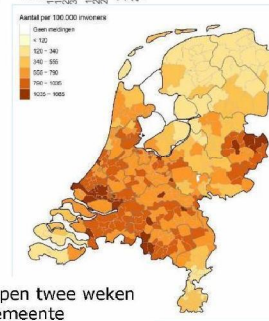 Aantal per 100.000 inwoners
Geen meldingen
< 120
120 - 340
340 - 555
555 - 790
790 - 1035
1035 - 1665
pen twee weken
emeente